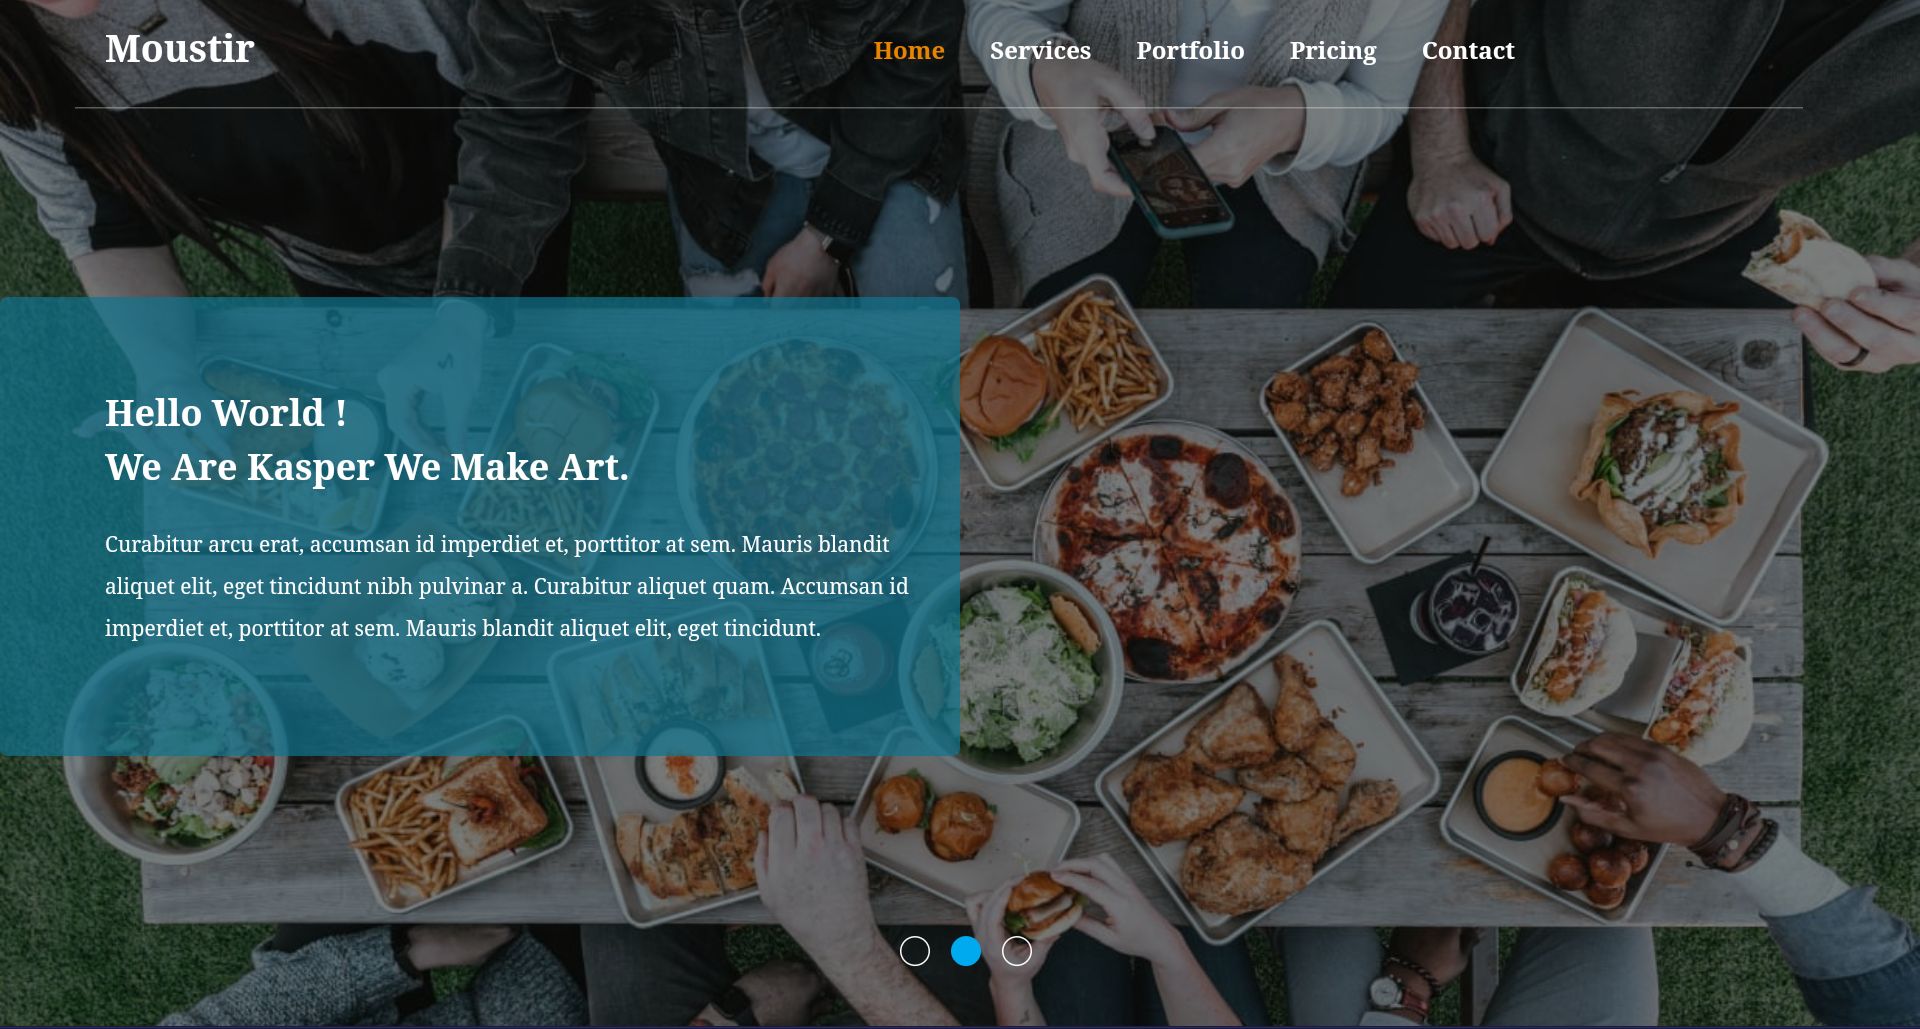 Moustir
Home Services Portfolio Pricing Contact
Hello World !
We Are Kasper We Make Art.
Curabitur arcu erat, accumsan id imperdiet et, porttitor at sem. Mauris blandit
aliquet elit, eget tincidunt nibh pulvinar a. Curabitur aliquet quam. Accumsan id
imperdiet et, porttitor at sem. Mauris blandit aliquet elit, eget tincidunt.